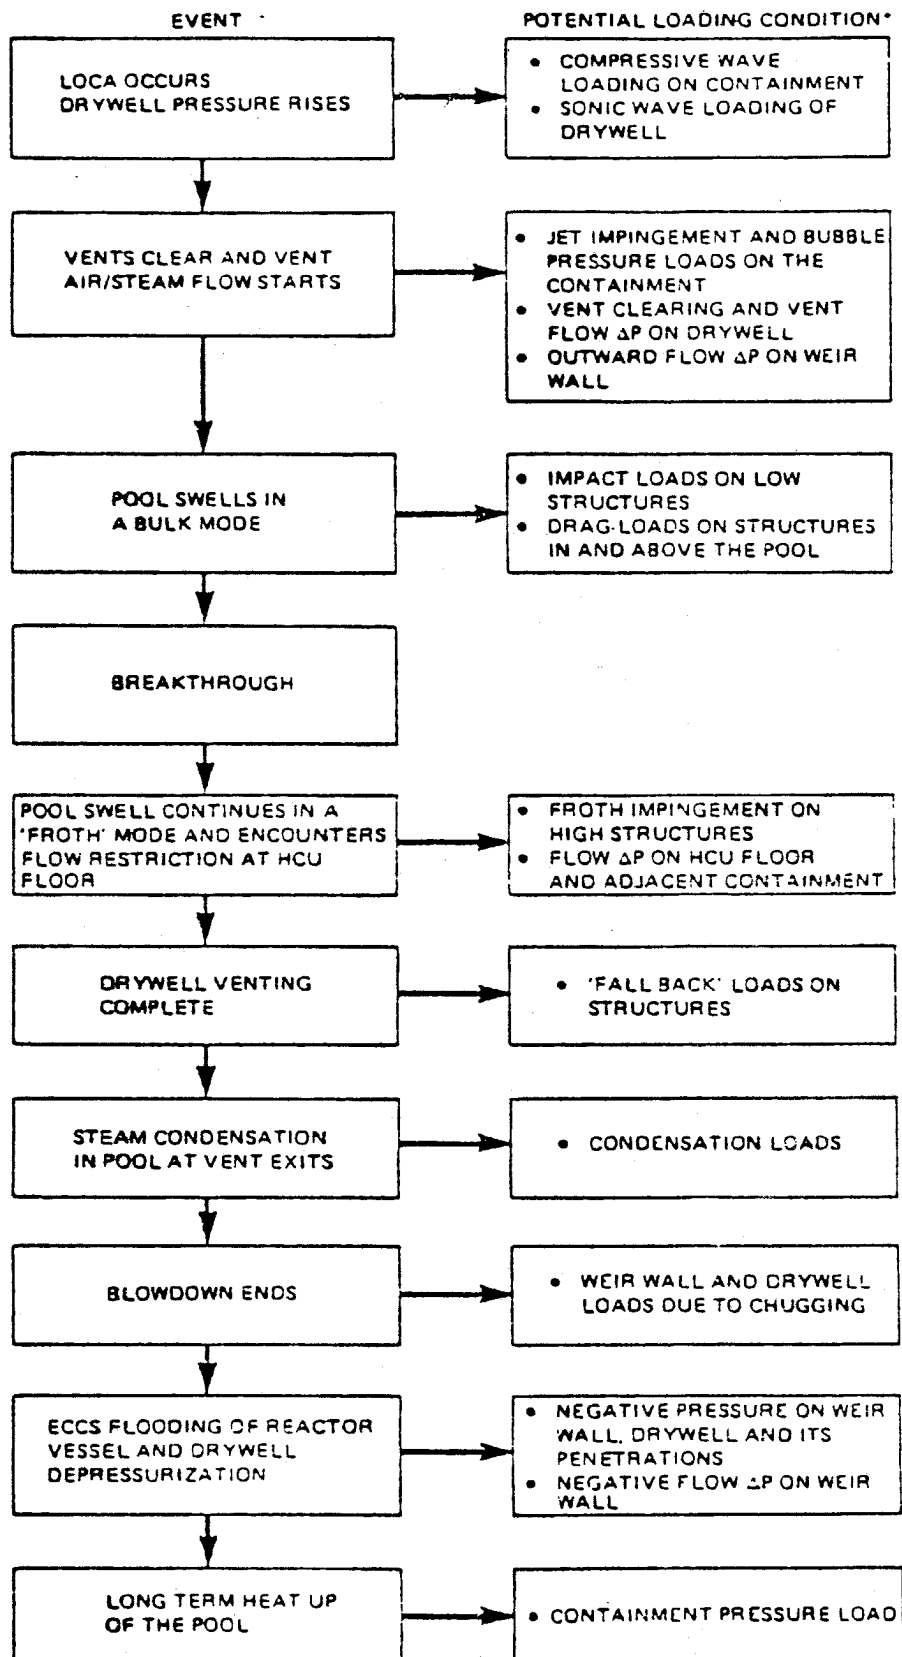 EVENT
POTENTIAL LOADING CONDITION*
LOCA OCCURS
DRYWELL PRESSURE RISES
• COMPRESSIVE WAVE
LOADING ON CONTAINMENT
• SONIC WAVE LOADING OF
DRYWELL
VENTS CLEAR AND VENT
AIR/STEAM FLOW STARTS
• JET IMPINGEMENT AND BUBBLE
PRESSURE LOADS ON THE
CONTAINMENT
• VENT CLEARING AND VENT
FLOW ΔP ON DRYWELL
• OUTWARD FLOW ΔP ON WEIR
WALL
POOL SWELLS IN
A BULK MODE
• IMPACT LOADS ON LOW
STRUCTURES
• DRAG-LOADS ON STRUCTURES
IN AND ABOVE THE POOL
BREAKTHROUGH
POOL SWELL CONTINUES IN A
'FROTH' MODE AND ENCOUNTERS
FLOW RESTRICTION AT HCU
FLOOR
• FROTH IMPINGEMENT ON
HIGH STRUCTURES
• FLOW ΔP ON HCU FLOOR
AND ADJACENT CONTAINMENT
DRYWELL VENTING
COMPLETE
• 'FALL BACK' LOADS ON
STRUCTURES
STEAM CONDENSATION
IN POOL AT VENT EXITS
• CONDENSATION LOADS
BLOWDOWN ENDS
• WEIR WALL AND DRYWELL
LOADS DUE TO CHUGGING
ECCS FLOODING OF REACTOR
VESSEL AND DRYWELL
DEPRESSURIZATION
• NEGATIVE PRESSURE ON WEIR
WALL, DRYWELL AND ITS
PENETRATIONS
• NEGATIVE FLOW ΔP ON WEIR
WALL
LONG TERM HEAT UP
OF THE POOL
• CONTAINMENT PRESSURE LOAD